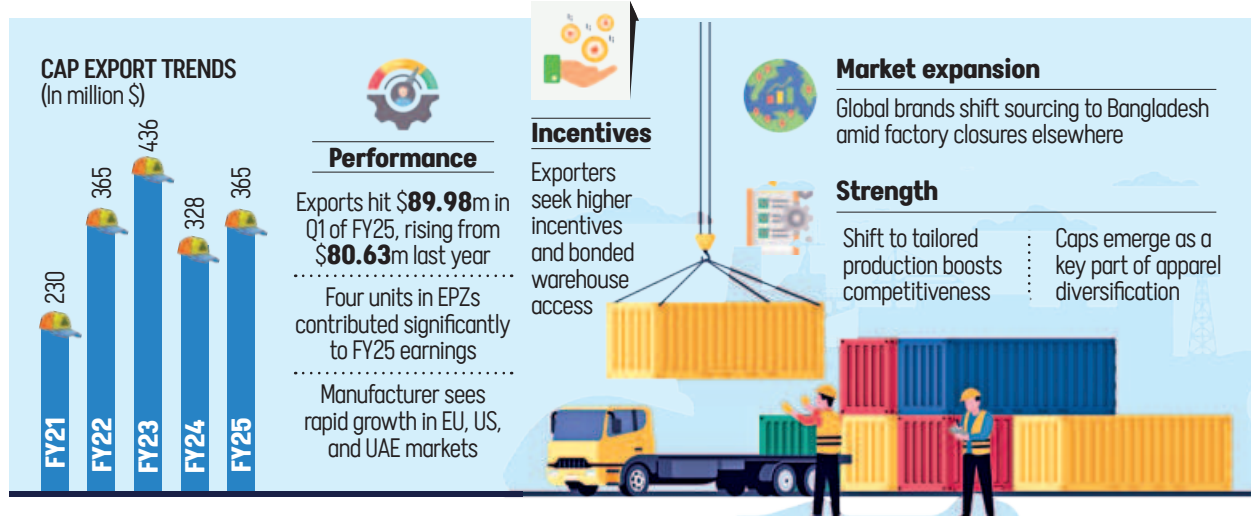 CAP EXPORT TRENDS
(In million $)
230
365
436
328
365
FY21
FY22
FY23
FY24
FY25
Performance
Exports hit $89.98m in
Q1 of FY25, rising from
$80.63m last year
Four units in EPZs
contributed significantly
to FY25 earnings
Manufacturer sees
rapid growth in EU, US,
and UAE markets
Incentives
Exporters
seek higher
incentives
and bonded
warehouse
access
Market expansion
Global brands shift sourcing to Bangladesh
amid factory closures elsewhere
Strength
Shift to tailored
production boosts
competitiveness
Caps emerge as a
key part of apparel
diversification